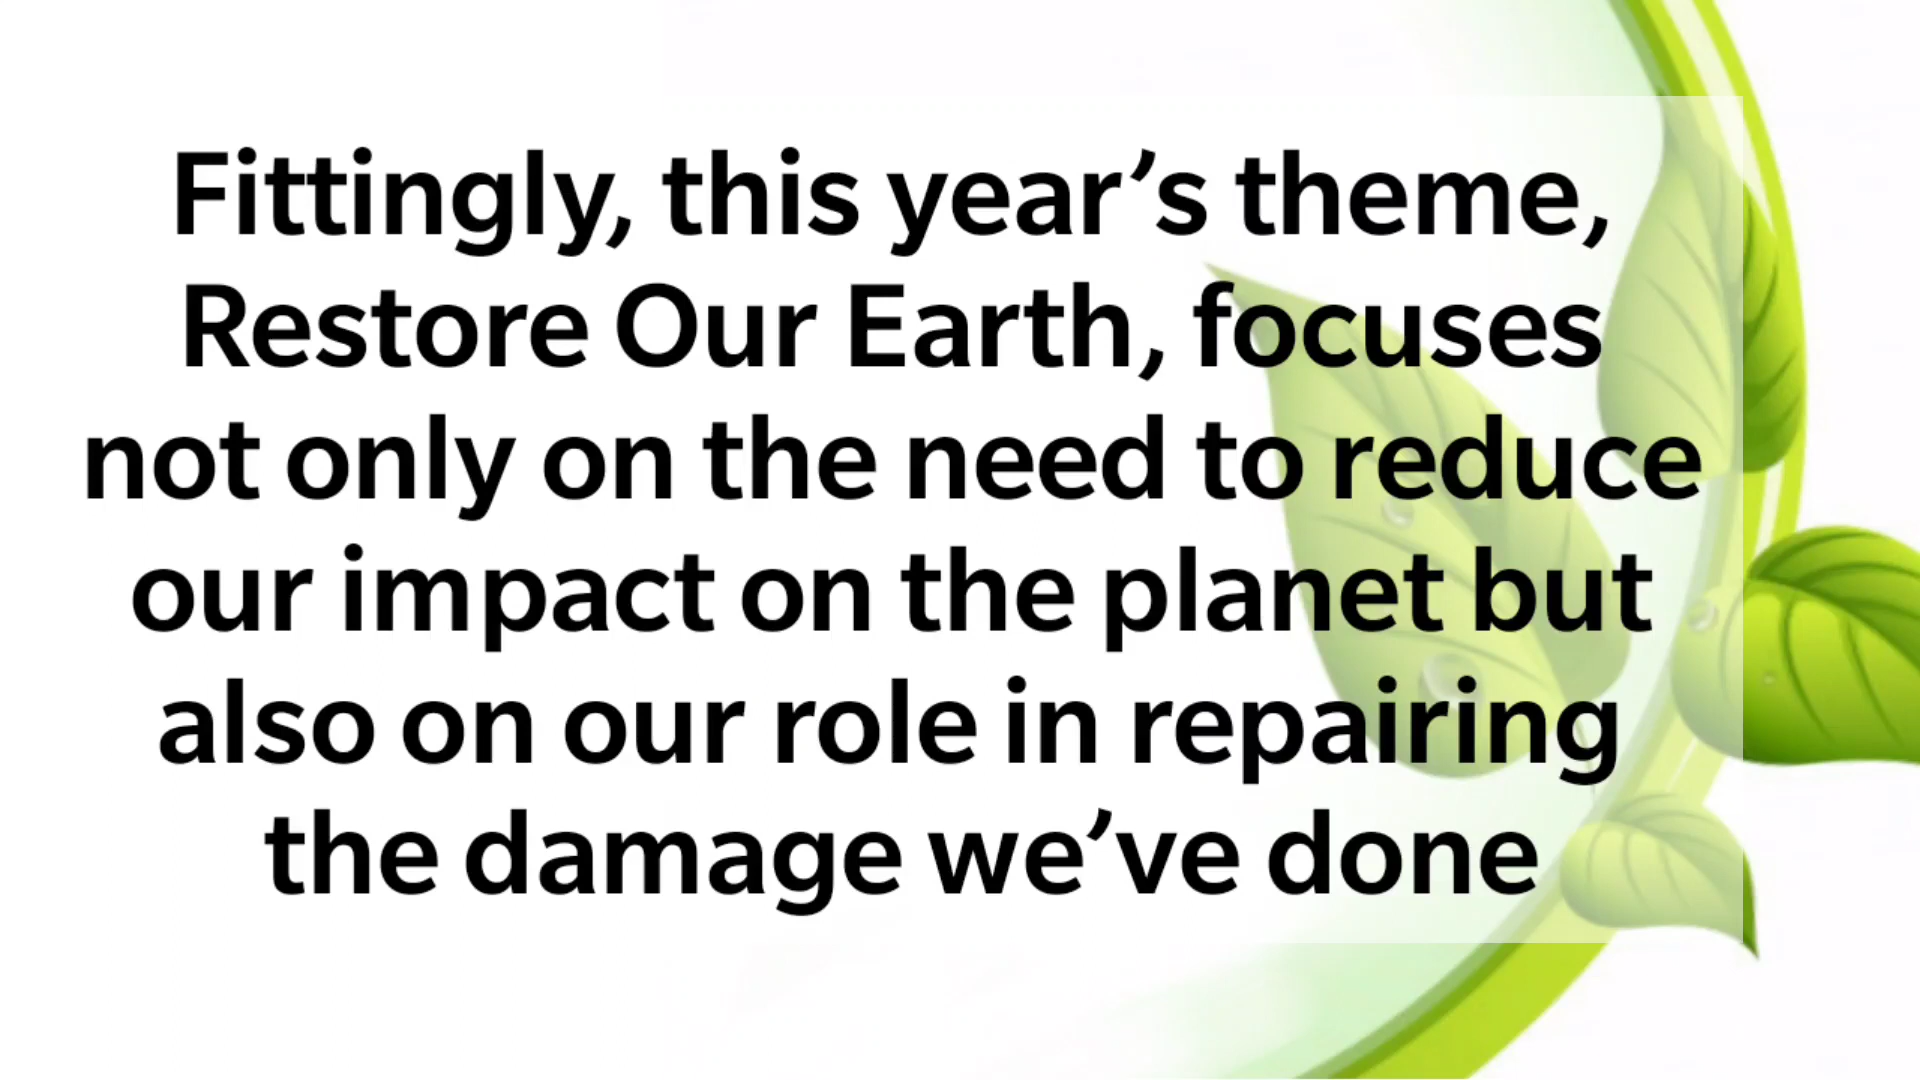 Fittingly, this year’s theme,
Restore Our Earth, focuses
not only on the need to reduce
our impact on the planet but
also on our role in repairing
the damage we’ve done